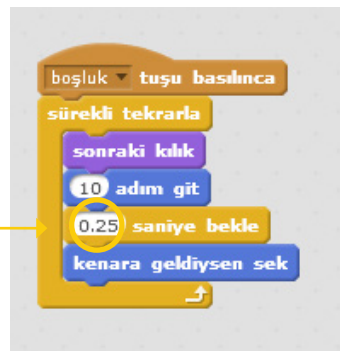 boşluk tuşu basılınca
sürekli tekrarla
sonraki kılık
10 adım git
0.25 saniye bekle
kenara geldiysen sek